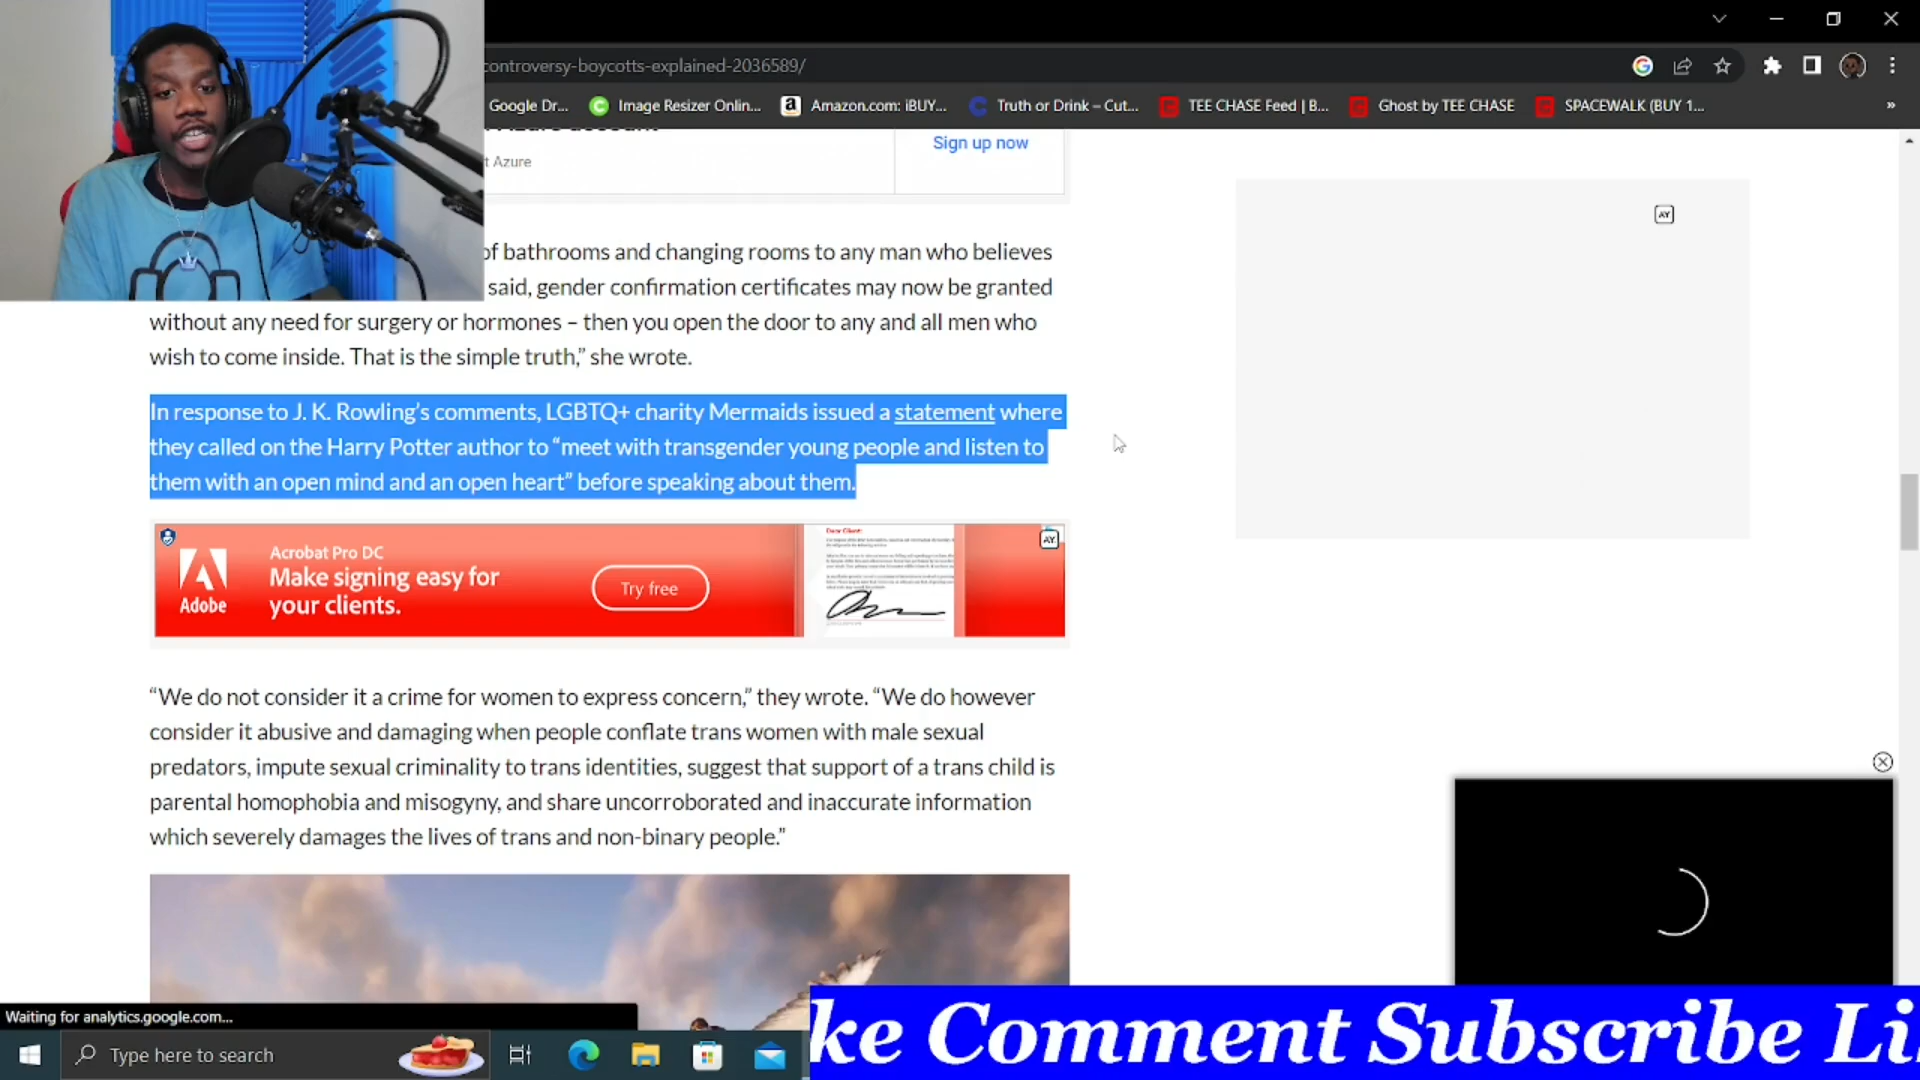 controversy-boycotts-explained-2036589/
Google Dr...
Image Resizer Onlin...
Amazon.com: iBUY...
Truth or Drink – Cut...
TEE CHASE Feed | B...
Ghost by TEE CHASE
SPACEWALK (BUY 1...
»
t Azure
Sign up now
AY
of bathrooms and changing rooms to any man who believes
said, gender confirmation certificates may now be granted
without any need for surgery or hormones – then you open the door to any and all men who
wish to come inside. That is the simple truth,” she wrote.
In response to J. K. Rowling’s comments, LGBTQ+ charity Mermaids issued a statement where
they called on the Harry Potter author to “meet with transgender young people and listen to
them with an open mind and an open heart” before speaking about them.
Adobe
Acrobat Pro DC
Make signing easy for
your clients.
Try free
Dear Client:
AY
“We do not consider it a crime for women to express concern,” they wrote. “We do however
consider it abusive and damaging when people conflate trans women with male sexual
predators, impute sexual criminality to trans identities, suggest that support of a trans child is
parental homophobia and misogyny, and share uncorroborated and inaccurate information
which severely damages the lives of trans and non-binary people.”
Waiting for analytics.google.com...
Type here to search
ke Comment Subscribe Li